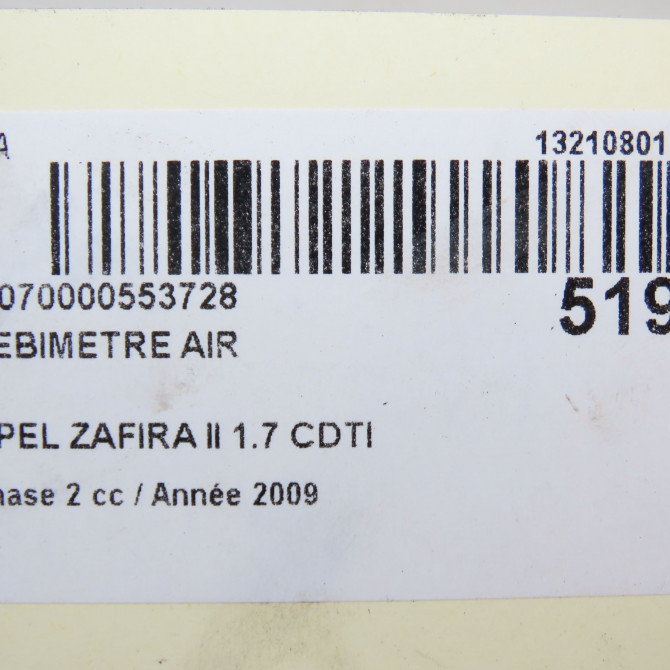 A 13210801
070000553728 519
EBIMETRE AIR
PEL ZAFIRA II 1.7 CDTI
hase 2 cc / Année 2009